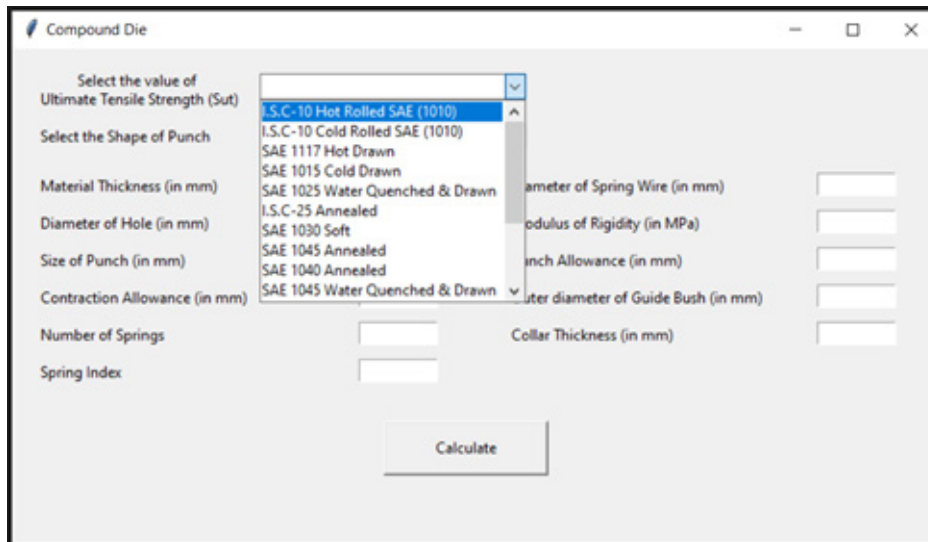 Compound Die
Select the value of
Ultimate Tensile Strength (Sut)
I.S.C-10 Hot Rolled SAE (1010)
I.S.C-10 Cold Rolled SAE (1010)
SAE 1117 Hot Drawn
SAE 1015 Cold Drawn
SAE 1025 Water Quenched & Drawn
I.S.C-25 Annealed
SAE 1030 Soft
SAE 1045 Annealed
SAE 1040 Annealed
SAE 1045 Water Quenched & Drawn
Select the Shape of Punch
Material Thickness (in mm)
ameter of Spring Wire (in mm)
Diameter of Hole (in mm)
odulus of Rigidity (in MPa)
Size of Punch (in mm)
unch Allowance (in mm)
Contraction Allowance (in mm)
uter diameter of Guide Bush (in mm)
Number of Springs
Collar Thickness (in mm)
Spring Index
Calculate